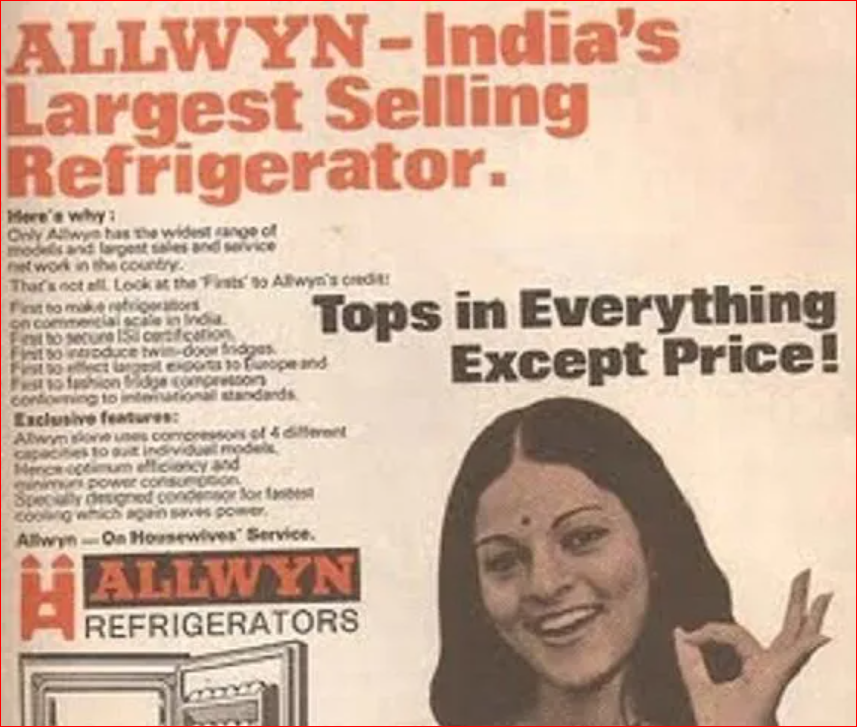 ALLWYN - India's
Largest Selling
Refrigerator.
Here's why :
Only Allwyn has the widest range of
models and largest sales and service
network in the country.
That's not all. Look at the 'Firsts' to Allwyn's credit:
First to make refrigerators
on commercial scale in India.
First to secure ISI certification.
First to introduce twin-door fridges.
First to effect largest exports to Europe and
First to fashion fridge compressors
conforming to international standards.
Exclusive features:
Allwyn alone uses compressors of 4 different
capacities to suit individual models.
Hence optimum efficiency and
minimum power consumption.
Specially designed condensor for fastest
cooling which again saves power.
Allwyn — On Housewives' Service.
ALLWYN
REFRIGERATORS
Tops in Everything
Except Price!